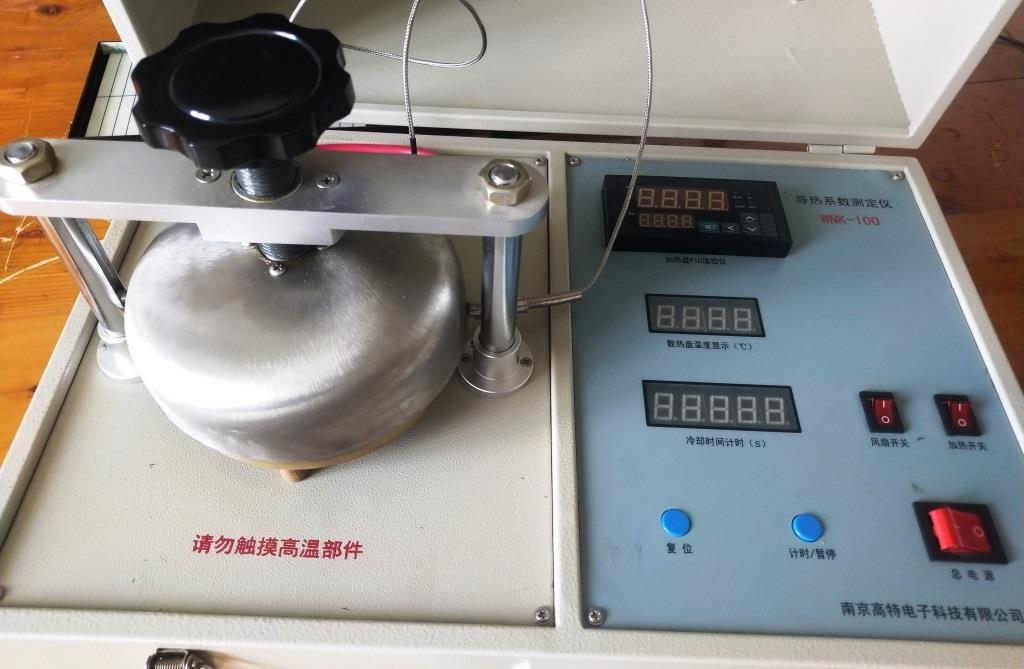 导热系数测定仪
WNK-100
SET
加热盘PID温控仪
散热盘温度显示（℃）
冷却时间计时（S）
风扇开关
加热开关
复位
计时/暂停
总电源
请勿触摸高温部件
南京高特电子科技有限公司